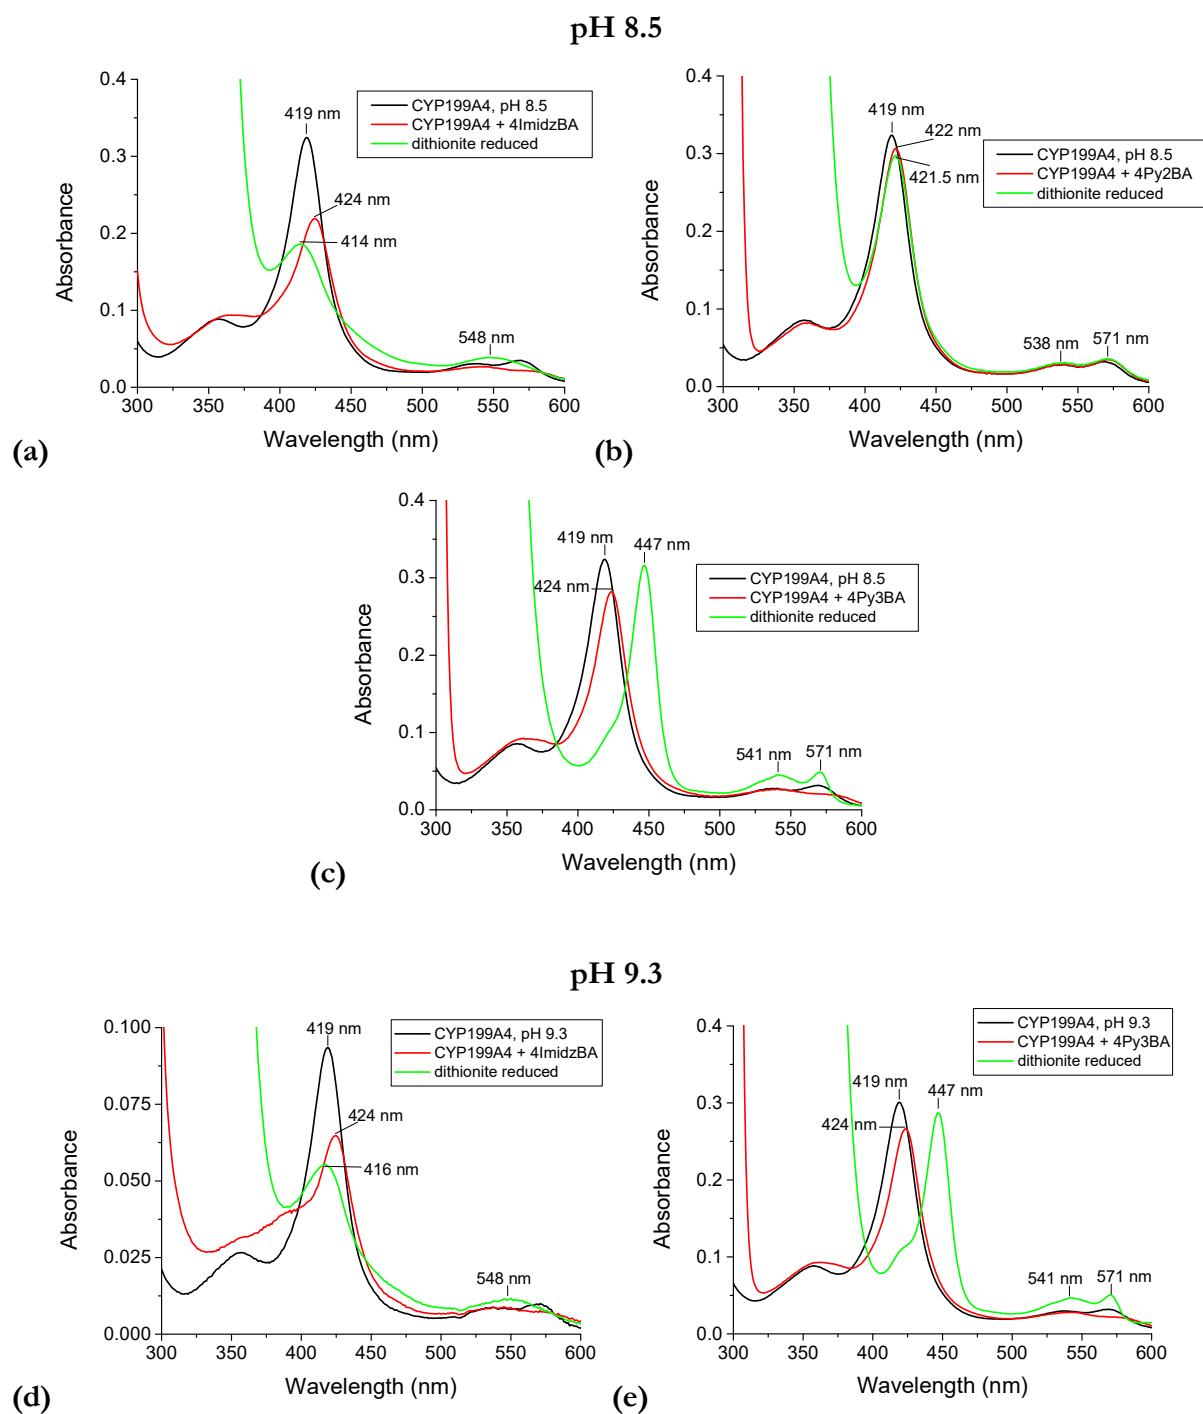 pH 8.5
0.4
0.3
0.2
0.1
0.0
Absorbance
419 nm
424 nm
414 nm
548 nm
CYP199A4, pH 8.5
CYP199A4 + 4ImidzBA
dithionite reduced
300 350 400 450 500 550 600
Wavelength (nm)
(a)
0.4
0.3
0.2
0.1
0.0
Absorbance
419 nm
422 nm
421.5 nm
538 nm
571 nm
CYP199A4, pH 8.5
CYP199A4 + 4Py2BA
dithionite reduced
300 350 400 450 500 550 600
Wavelength (nm)
(b)
0.4
0.3
0.2
0.1
0.0
Absorbance
419 nm
447 nm
424 nm
541 nm
571 nm
CYP199A4, pH 8.5
CYP199A4 + 4Py3BA
dithionite reduced
300 350 400 450 500 550 600
Wavelength (nm)
(c)
pH 9.3
0.100
0.075
0.050
0.025
0.000
Absorbance
419 nm
424 nm
416 nm
548 nm
CYP199A4, pH 9.3
CYP199A4 + 4ImidzBA
dithionite reduced
300 350 400 450 500 550 600
Wavelength (nm)
(d)
0.4
0.3
0.2
0.1
0.0
Absorbance
419 nm
447 nm
424 nm
541 nm
571 nm
CYP199A4, pH 9.3
CYP199A4 + 4Py3BA
dithionite reduced
300 350 400 450 500 550 600
Wavelength (nm)
(e)